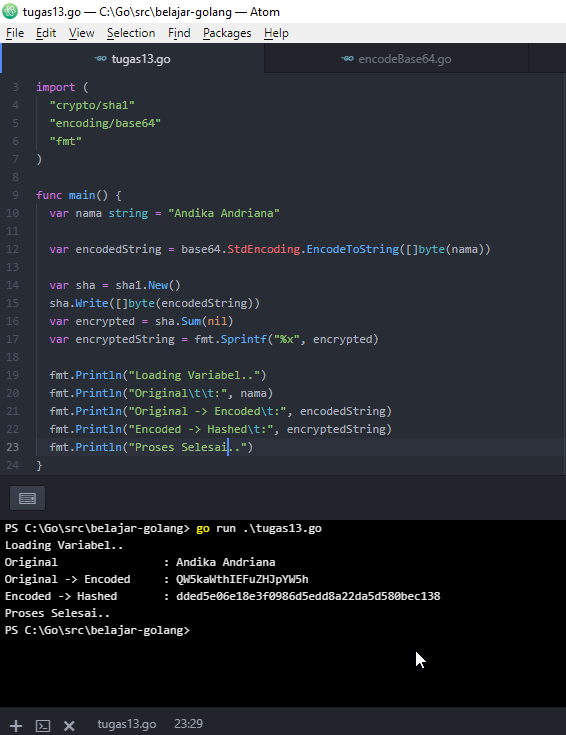 tugas13.go — C:\Go\src\belajar-golang — Atom
File Edit View Selection Find Packages Help
tugas13.go encodeBase64.go
3 import (
4 "crypto/sha1"
5 "encoding/base64"
6 "fmt"
7 )
8
9 func main() {
10 var nama string = "Andika Andriana"
11
12 var encodedString = base64.StdEncoding.EncodeToString([]byte(nama))
13
14 var sha = sha1.New()
15 sha.Write([]byte(encodedString))
16 var encrypted = sha.Sum(nil)
17 var encryptedString = fmt.Sprintf("%x", encrypted)
18
19 fmt.Println("Loading Variabel..")
20 fmt.Println("Original\t\t:", nama)
21 fmt.Println("Original -> Encoded\t:", encodedString)
22 fmt.Println("Encoded -> Hashed\t:", encryptedString)
23 fmt.Println("Proses Selesai..")
24 }
PS C:\Go\src\belajar-golang> go run .\tugas13.go
Loading Variabel..
Original : Andika Andriana
Original -> Encoded : QW5kaWthIEFuZHJpYW5h
Encoded -> Hashed : dded5e06e18e3f0986d5edd8a22da5d580bec138
Proses Selesai..
PS C:\Go\src\belajar-golang>
tugas13.go 23:29